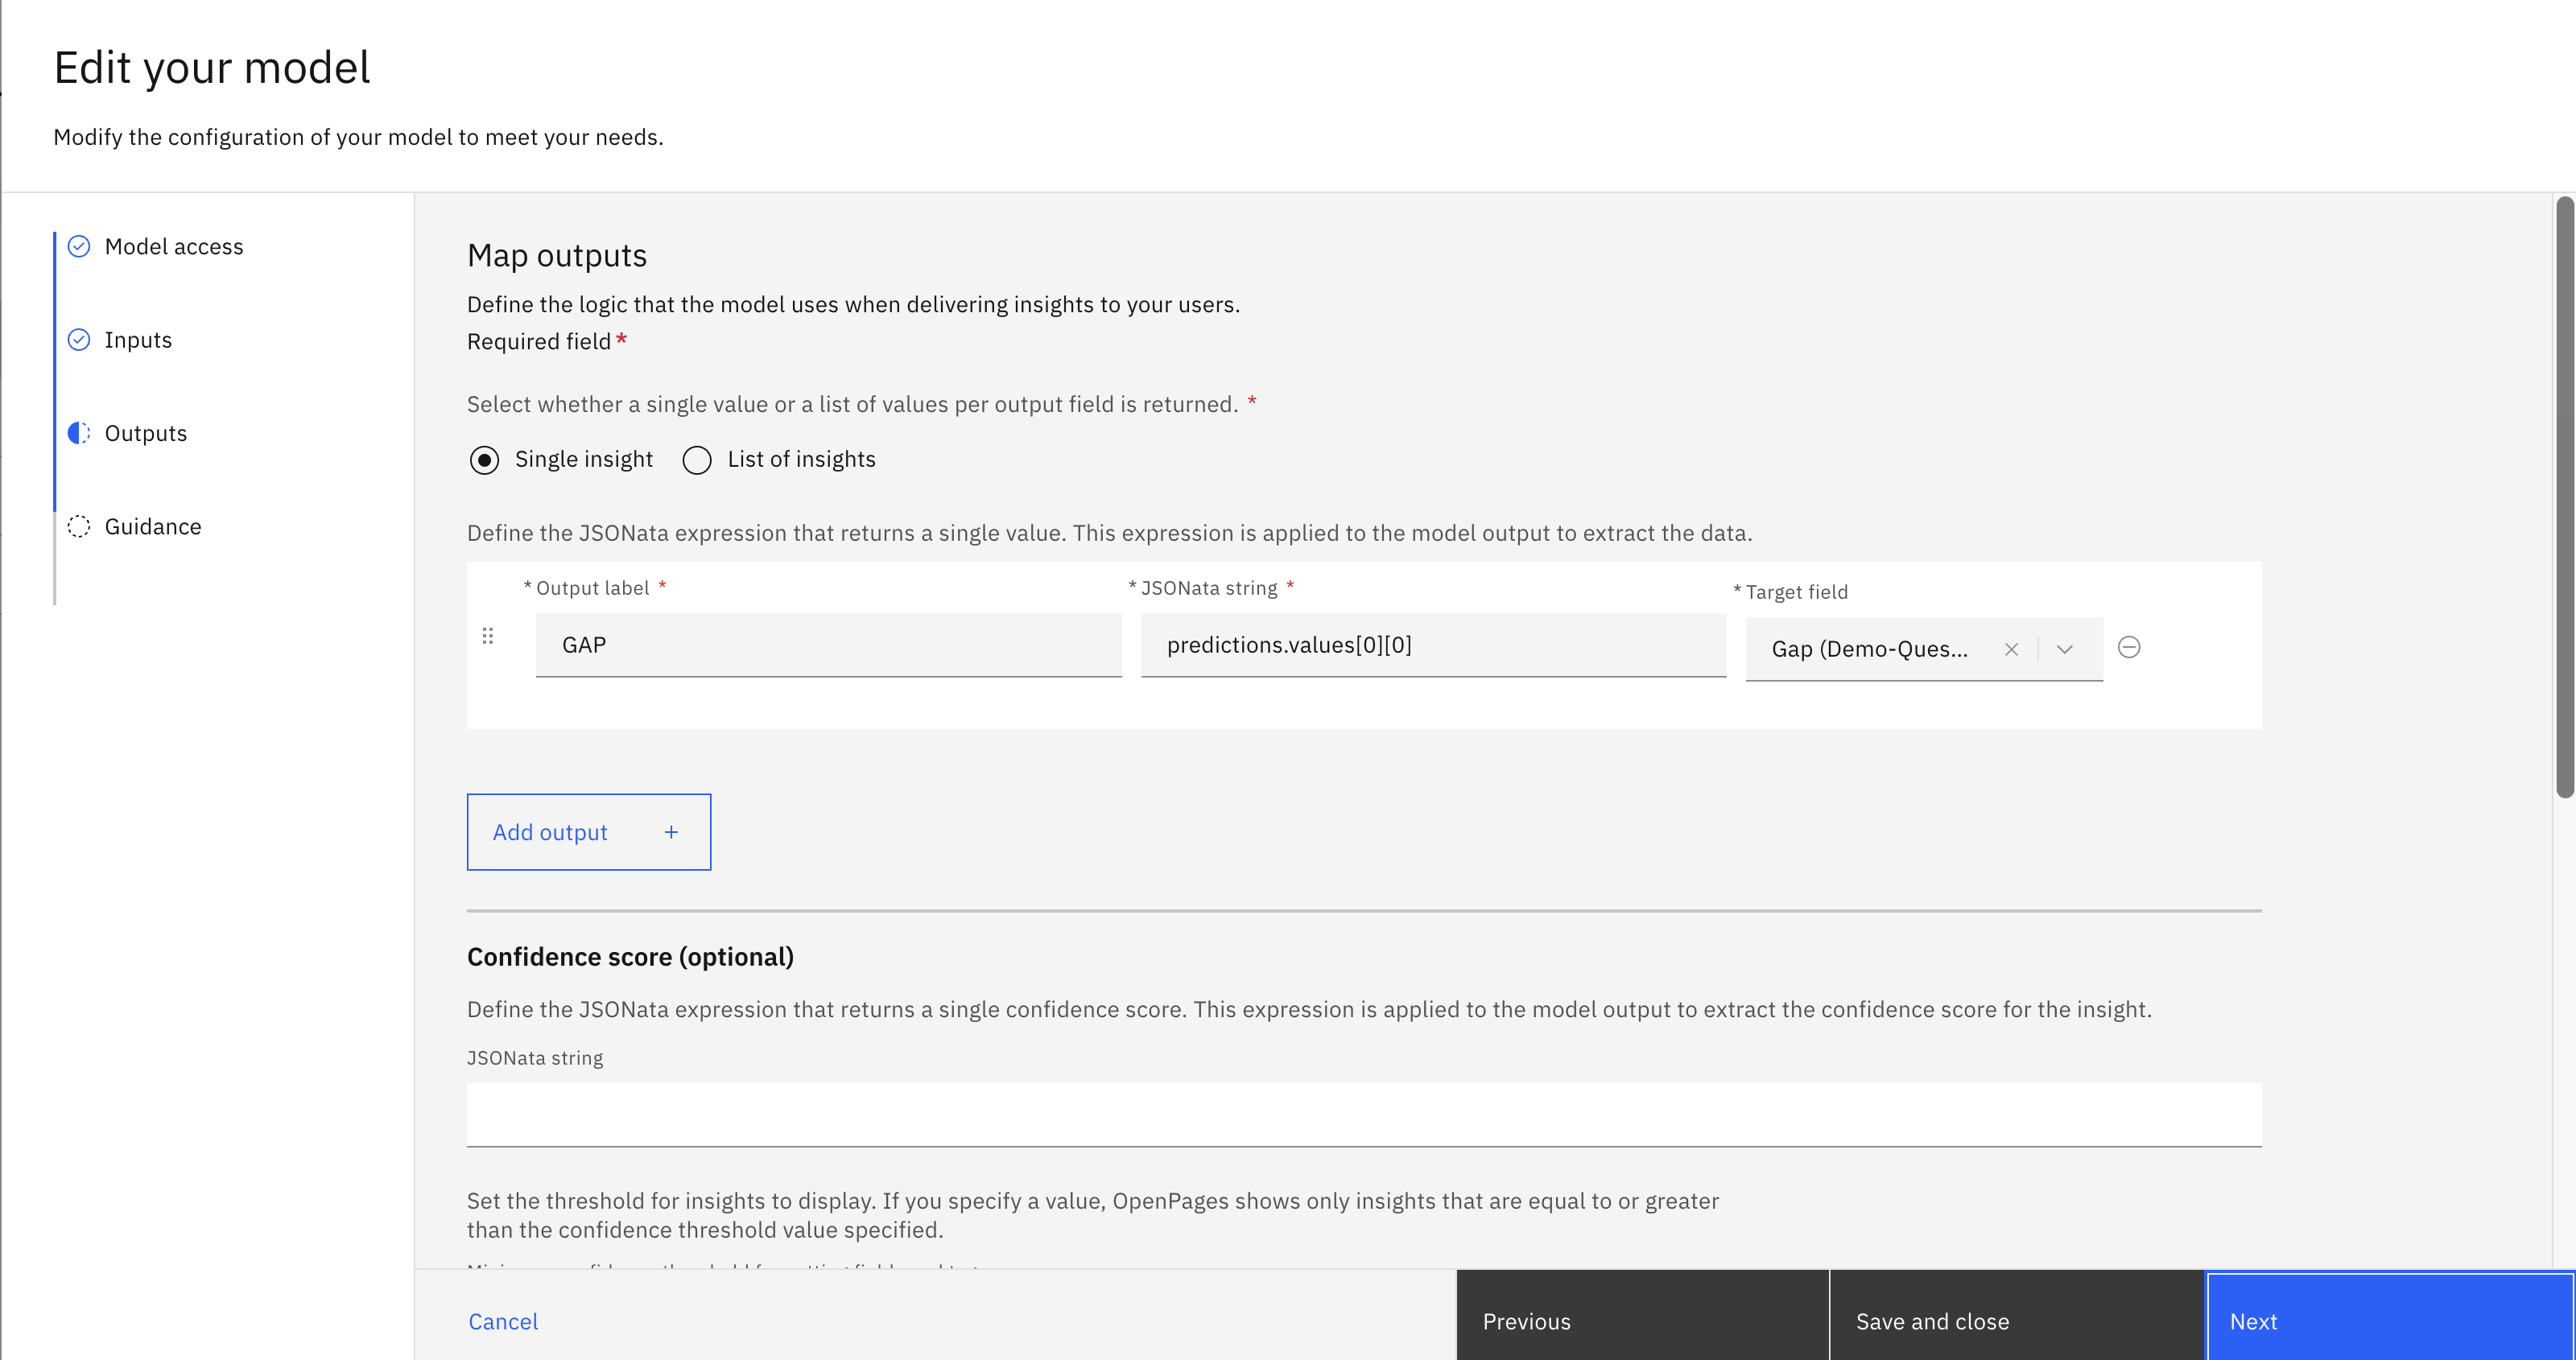 Edit your model
Modify the configuration of your model to meet your needs.
Model access
Inputs
Outputs
Guidance
Map outputs
Define the logic that the model uses when delivering insights to your users.
Required field *
Select whether a single value or a list of values per output field is returned. *
Single insight List of insights
Define the JSONata expression that returns a single value. This expression is applied to the model output to extract the data.
* Output label * * JSONata string * * Target field
GAP predictions.values[0][0] Gap (Demo-Ques...
Add output +
Confidence score (optional)
Define the JSONata expression that returns a single confidence score. This expression is applied to the model output to extract the confidence score for the insight.
JSONata string
Set the threshold for insights to display. If you specify a value, OpenPages shows only insights that are equal to or greater
than the confidence threshold value specified.
Cancel Previous Save and close Next